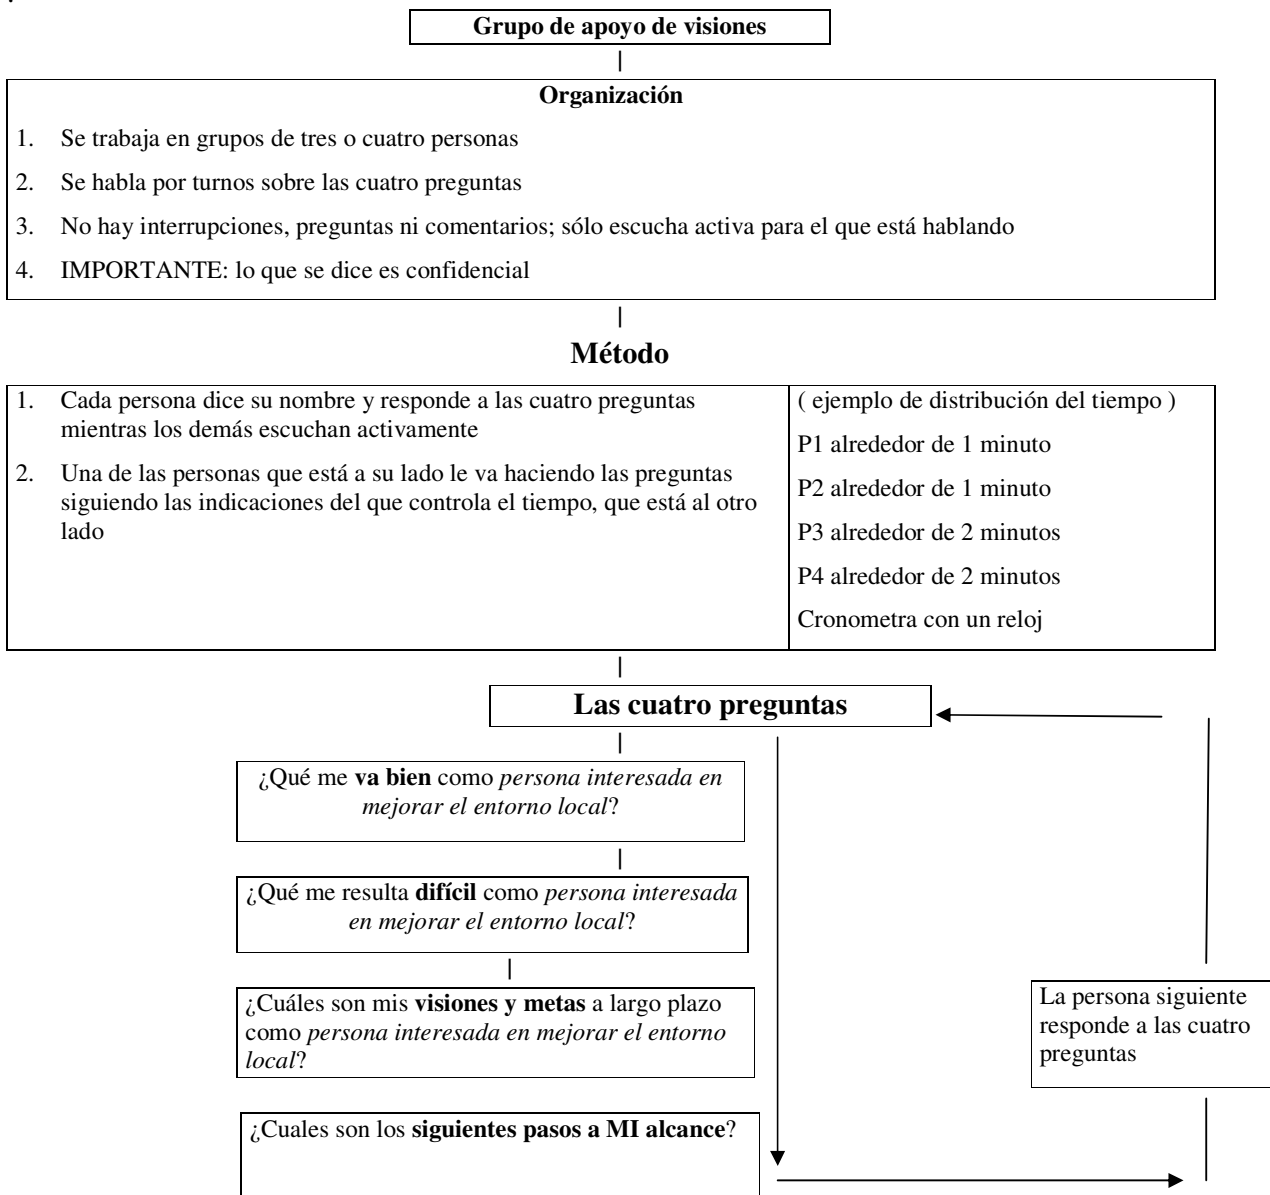 .
Grupo de apoyo de visiones
Organización
1. Se trabaja en grupos de tres o cuatro personas
2. Se habla por turnos sobre las cuatro preguntas
3. No hay interrupciones, preguntas ni comentarios; sólo escucha activa para el que está hablando
4. IMPORTANTE: lo que se dice es confidencial
Método
1. Cada persona dice su nombre y responde a las cuatro preguntas
mientras los demás escuchan activamente
2. Una de las personas que está a su lado le va haciendo las preguntas
siguiendo las indicaciones del que controla el tiempo, que está al otro
lado
( ejemplo de distribución del tiempo )
P1 alrededor de 1 minuto
P2 alrededor de 1 minuto
P3 alrededor de 2 minutos
P4 alrededor de 2 minutos
Cronometra con un reloj
Las cuatro preguntas
¿Qué me va bien como persona interesada en
mejorar el entorno local?
¿Qué me resulta difícil como persona interesada
en mejorar el entorno local?
¿Cuáles son mis visiones y metas a largo plazo
como persona interesada en mejorar el entorno
local?
¿Cuales son los siguientes pasos a MI alcance?
La persona siguiente
responde a las cuatro
preguntas